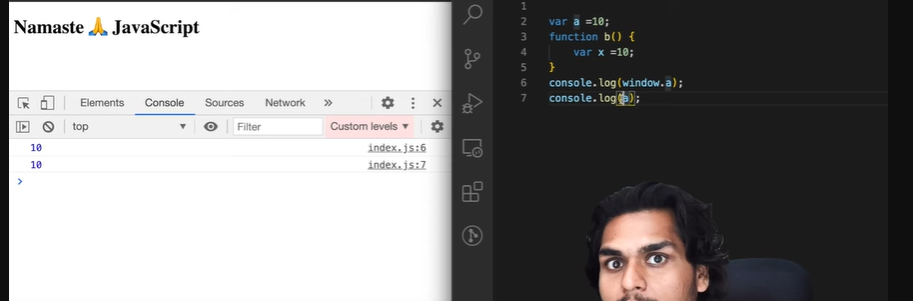 Namaste 🙏 JavaScript
Elements Console Sources Network »
top Filter Custom levels
10 index.js:6
10 index.js:7
>
1
2 var a =10;
3 function b() {
4 var x =10;
5 }
6 console.log(window.a);
7 console.log(a);